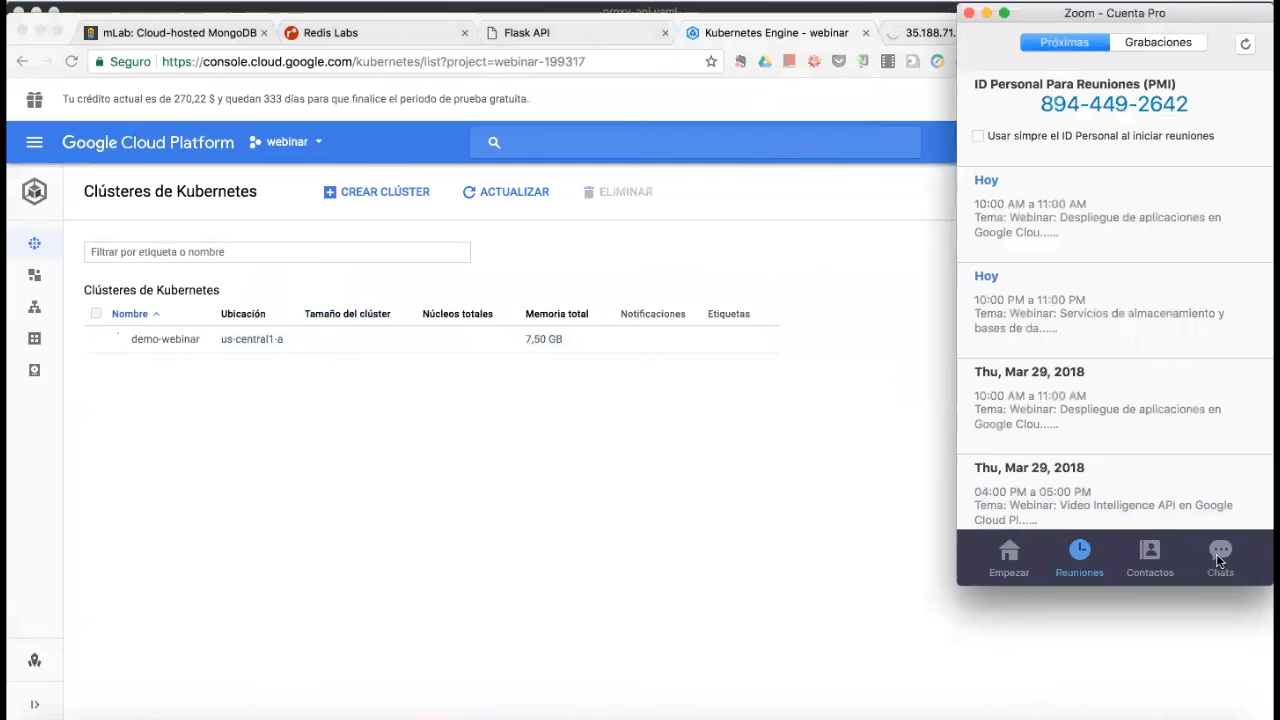 proxy-api.yaml
mLab: Cloud-hosted MongoDB
Redis Labs
Flask API
Kubernetes Engine - webinar
35.188.71.
Seguro
https://console.cloud.google.com/kubernetes/list?project=webinar-199317
Tu crédito actual es de 270,22 $ y quedan 333 días para que finalice el periodo de prueba gratuita.
Google Cloud Platform
webinar
Clústeres de Kubernetes
CREAR CLÚSTER
ACTUALIZAR
ELIMINAR
Filtrar por etiqueta o nombre
Clústeres de Kubernetes
Nombre
Ubicación
Tamaño del clúster
Núcleos totales
Memoria total
Notificaciones
Etiquetas
demo-webinar
us-central1-a
7,50 GB
Zoom - Cuenta Pro
Próximas
Grabaciones
ID Personal Para Reuniones (PMI)
894-449-2642
Usar simpre el ID Personal al iniciar reuniones
Hoy
10:00 AM a 11:00 AM
Tema: Webinar: Despliegue de aplicaciones en
Google Clou......
Hoy
10:00 PM a 11:00 PM
Tema: Webinar: Servicios de almacenamiento y
bases de da......
Thu, Mar 29, 2018
10:00 AM a 11:00 AM
Tema: Webinar: Despliegue de aplicaciones en
Google Clou......
Thu, Mar 29, 2018
04:00 PM a 05:00 PM
Tema: Webinar: Video Intelligence API en Google
Cloud Pl......
Empezar
Reuniones
Contactos
Chats